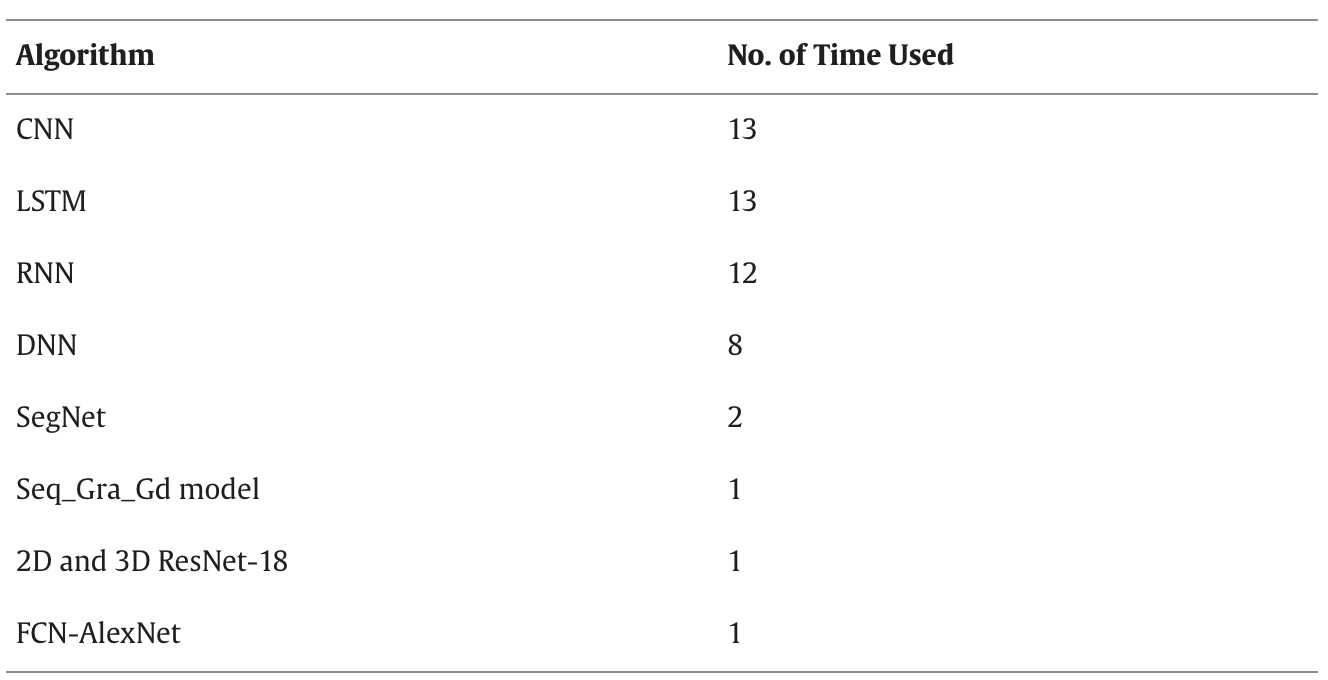 Algorithm No. of Time Used
CNN 13
LSTM 13
RNN 12
DNN 8
SegNet 2
Seq_Gra_Gd model 1
2D and 3D ResNet-18 1
FCN-AlexNet 1